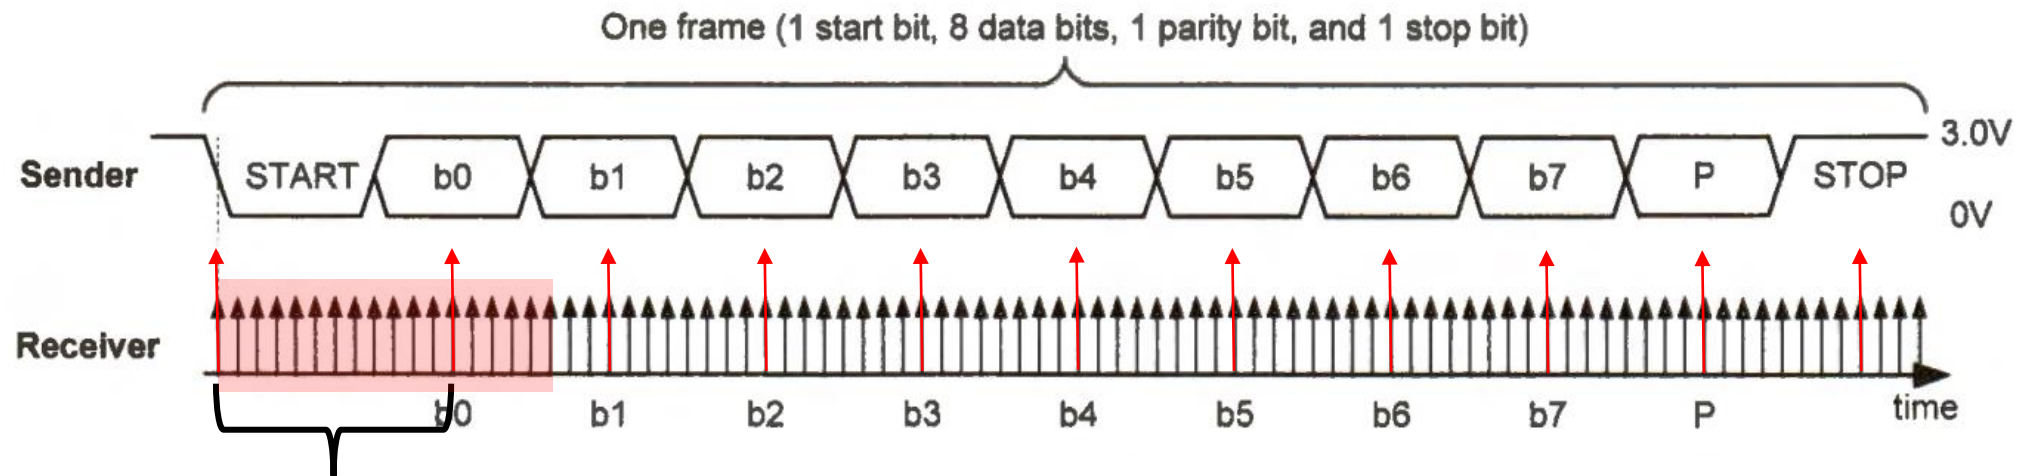 One frame (1 start bit, 8 data bits, 1 parity bit, and 1 stop bit)
3.0V
Sender START b0 b1 b2 b3 b4 b5 b6 b7 P STOP
0V
Receiver
b0 b1 b2 b3 b4 b5 b6 b7 P time